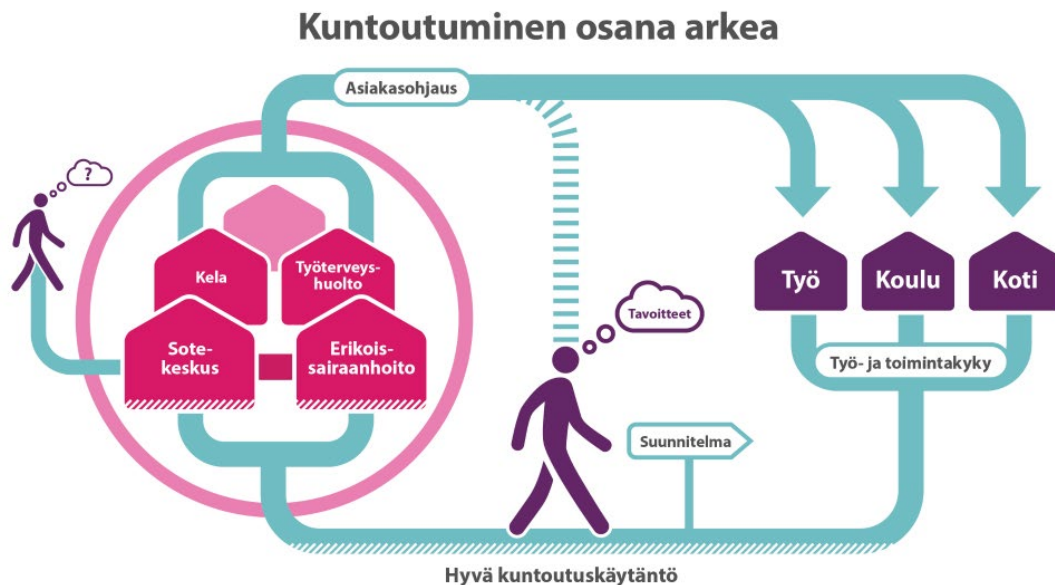 Kuntoutuminen osana arkea
Asiakasohjaus
?
Kela
Työterveys-
huolto
Sote-
keskus
Erikois-
sairaanhoito
Tavoitteet
Suunnitelma
Työ
Koulu
Koti
Työ- ja toimintakyky
Hyvä kuntoutuskäytäntö